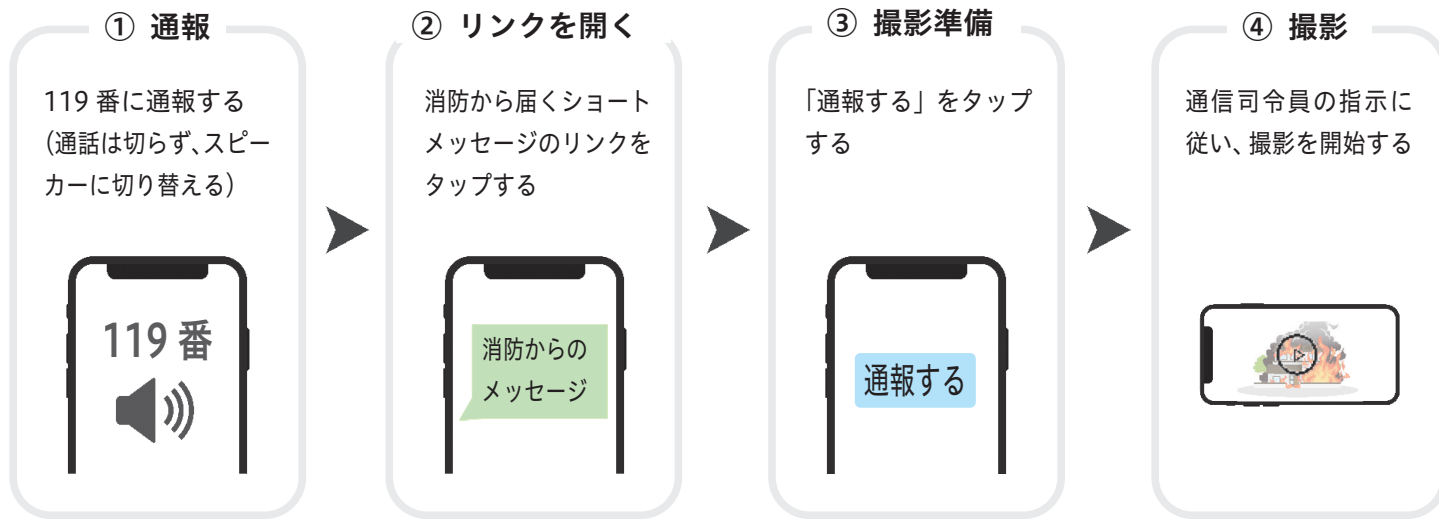 ① 通報
119 番に通報する
（通話は切らず、スピー
カーに切り替える）
119 番
② リンクを開く
消防から届くショート
メッセージのリンクを
タップする
消防からの
メッセージ
③ 撮影準備
「通報する」をタップ
する
通報する
④ 撮影
通信司令員の指示に
従い、撮影を開始する